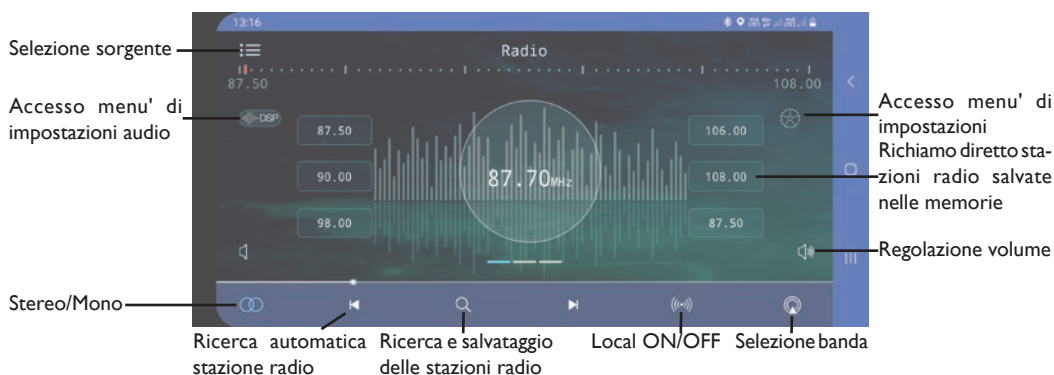 13:16
Selezione sorgente
Radio
87.50
108.00
Accesso menu' di
impostazioni audio
DSP
Accesso menu' di
impostazioni
87.50
106.00
Richiamo diretto sta-
zioni radio salvate
nelle memorie
90.00
87.70MHz
108.00
98.00
87.50
Regolazione volume
Stereo/Mono
Ricerca automatica
stazione radio
Ricerca e salvataggio
delle stazioni radio
Local ON/OFF
Selezione banda